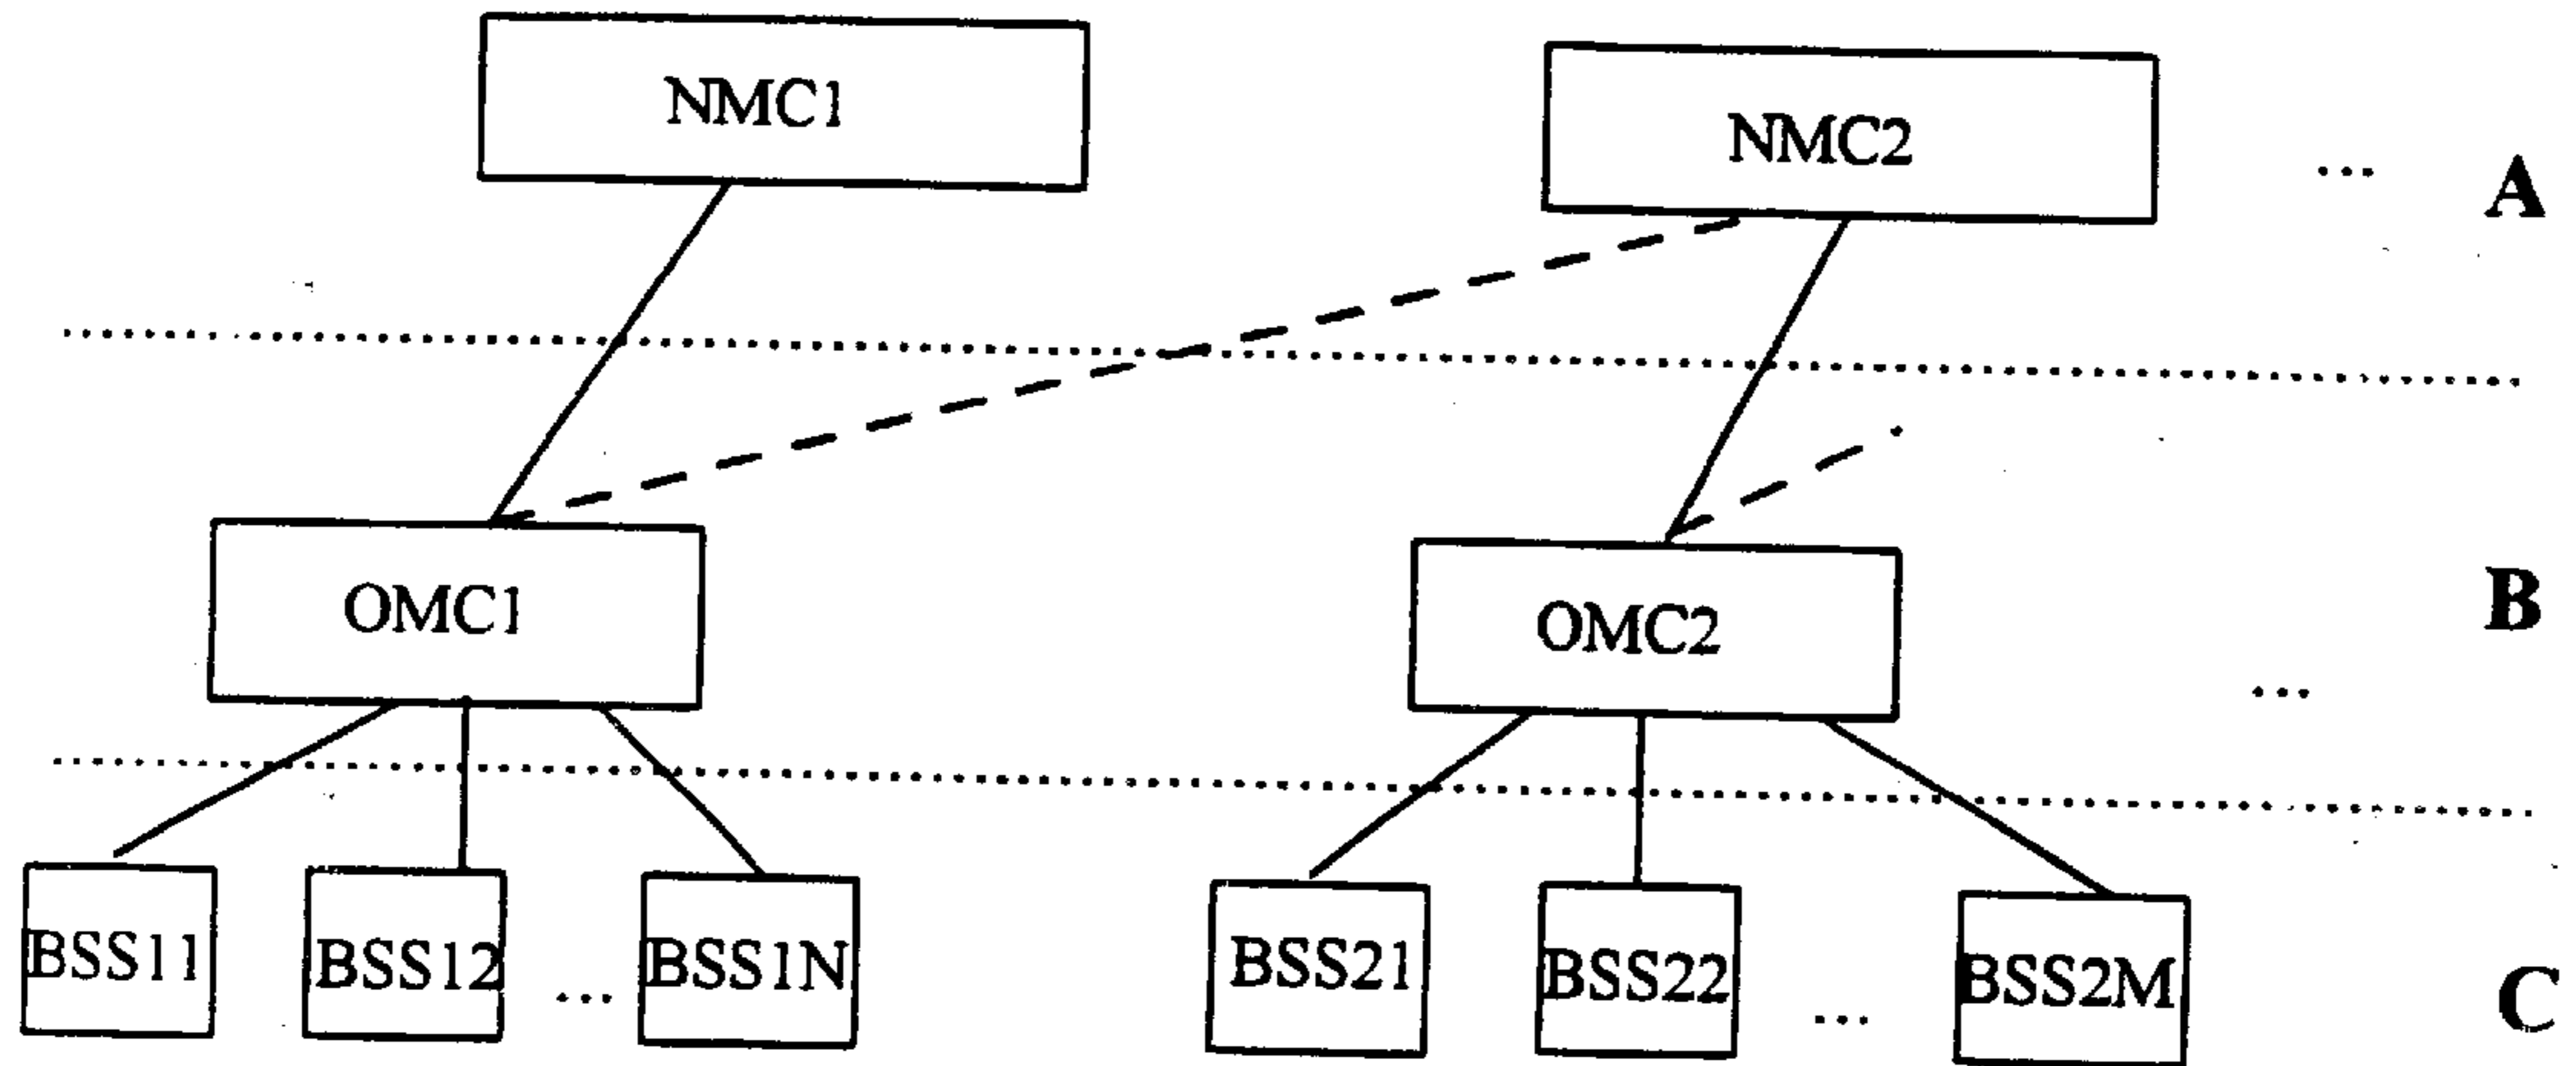 NMC1
NMC2
...
A
OMC1
OMC2
...
B
BSS11
BSS12
...
BSS1N
BSS21
BSS22
...
BSS2M
C